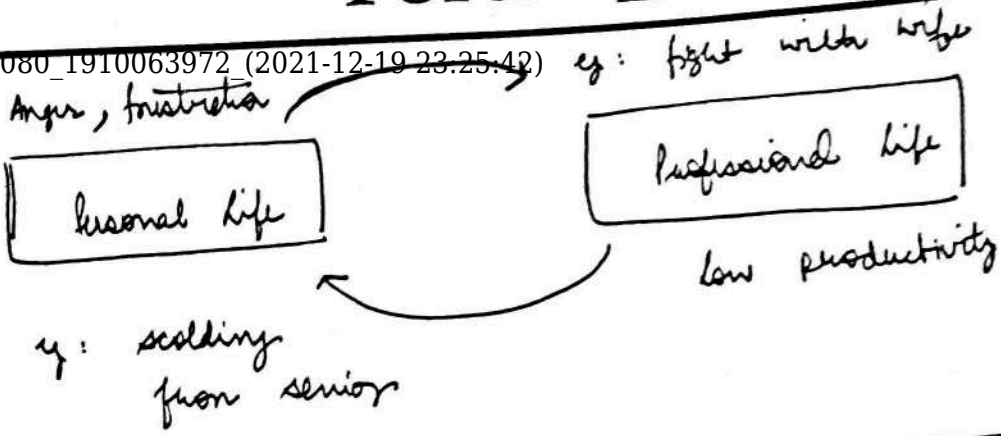 080_1910063972_(2021-12-19 23:25:42)
eg: fight with wife
Anger, frustration
Personal Life
Professional Life
Low productivity
eg: scolding
from senior